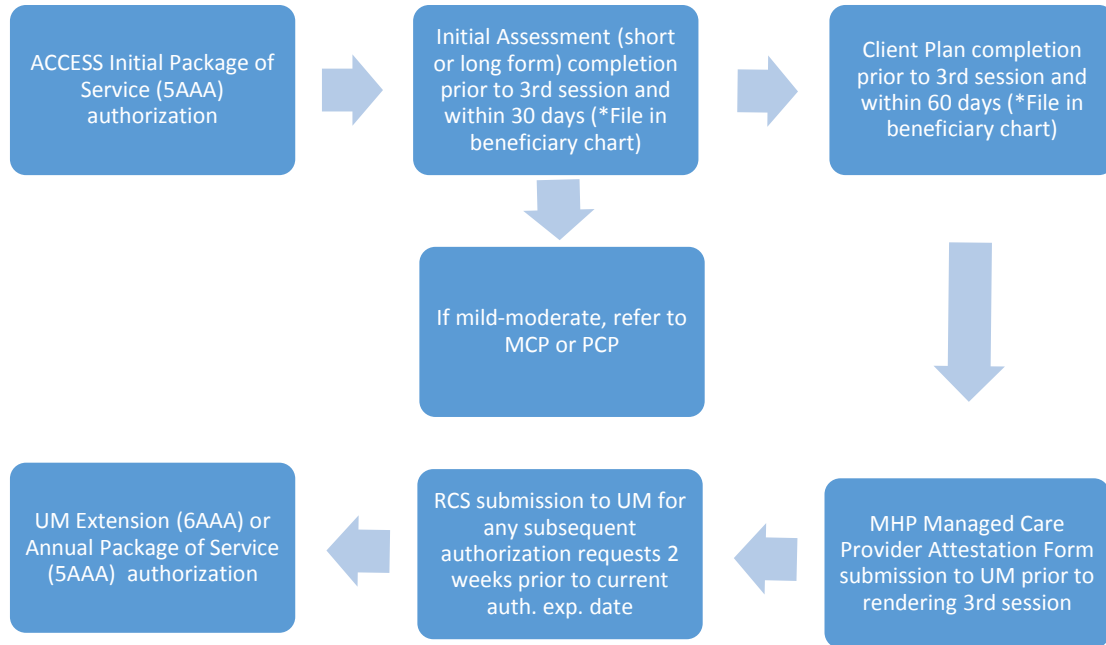 ACCESS Initial Package of
Service (5AAA)
authorization
Initial Assessment (short
or long form) completion
prior to 3rd session and
within 30 days (*File in
beneficiary chart)
Client Plan completion
prior to 3rd session and
within 60 days (*File in
beneficiary chart)
If mild-moderate, refer to
MCP or PCP
UM Extension (6AAA) or
Annual Package of Service
(5AAA) authorization
RCS submission to UM for
any subsequent
authorization requests 2
weeks prior to current
auth. exp. date
MHP Managed Care
Provider Attestation Form
submission to UM prior to
rendering 3rd session